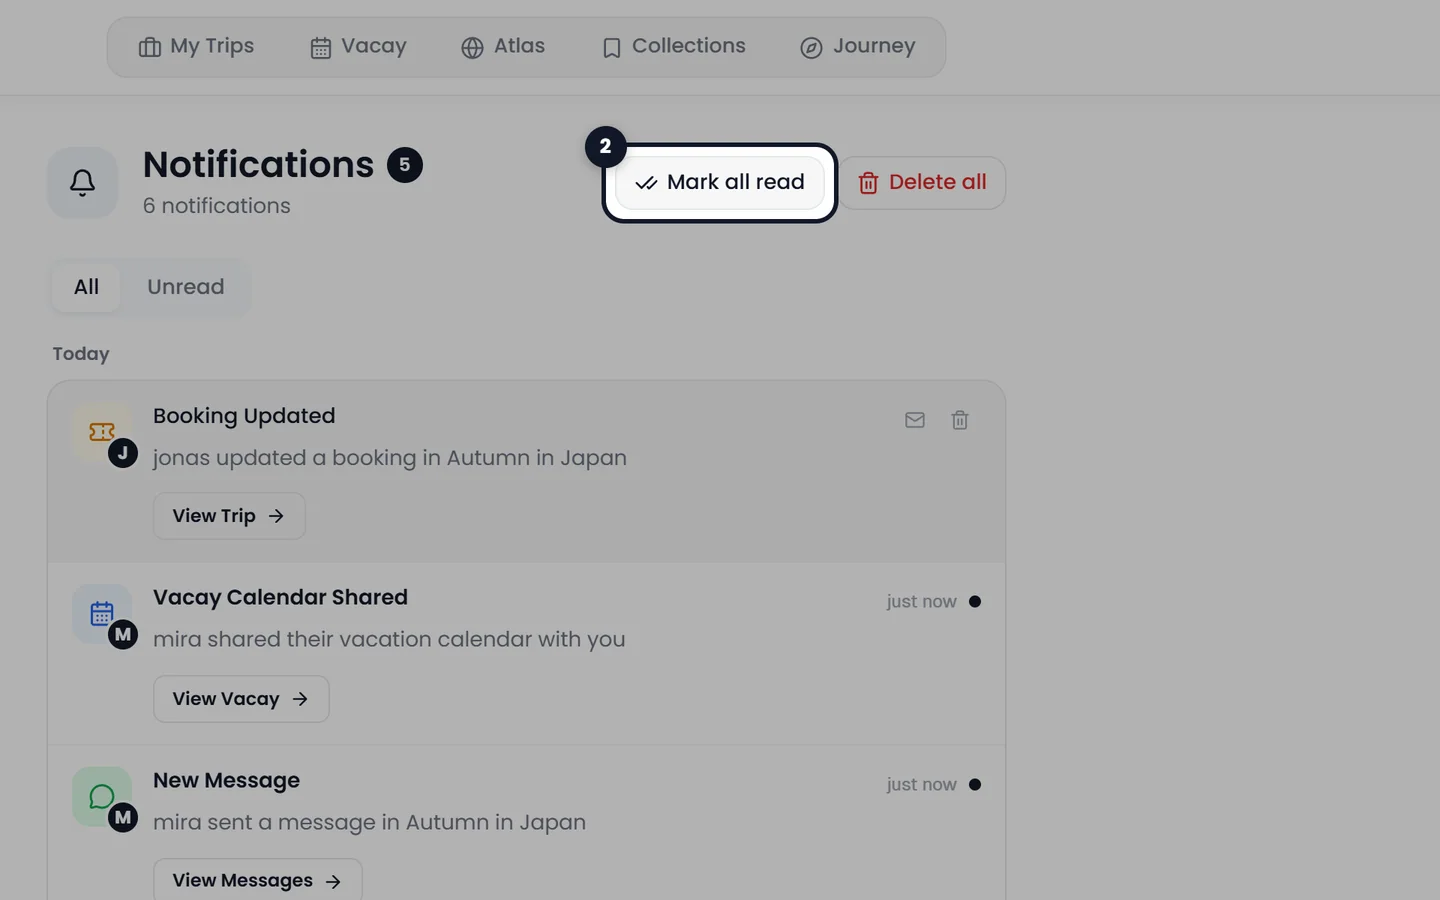 My Trips
Vacay
Atlas
Collections
Journey
Notifications 5
6 notifications
2
Mark all read
Delete all
All
Unread
Today
Booking Updated
J
jonas updated a booking in Autumn in Japan
View Trip
Vacay Calendar Shared
just now
M
mira shared their vacation calendar with you
View Vacay
New Message
just now
M
mira sent a message in Autumn in Japan
View Messages